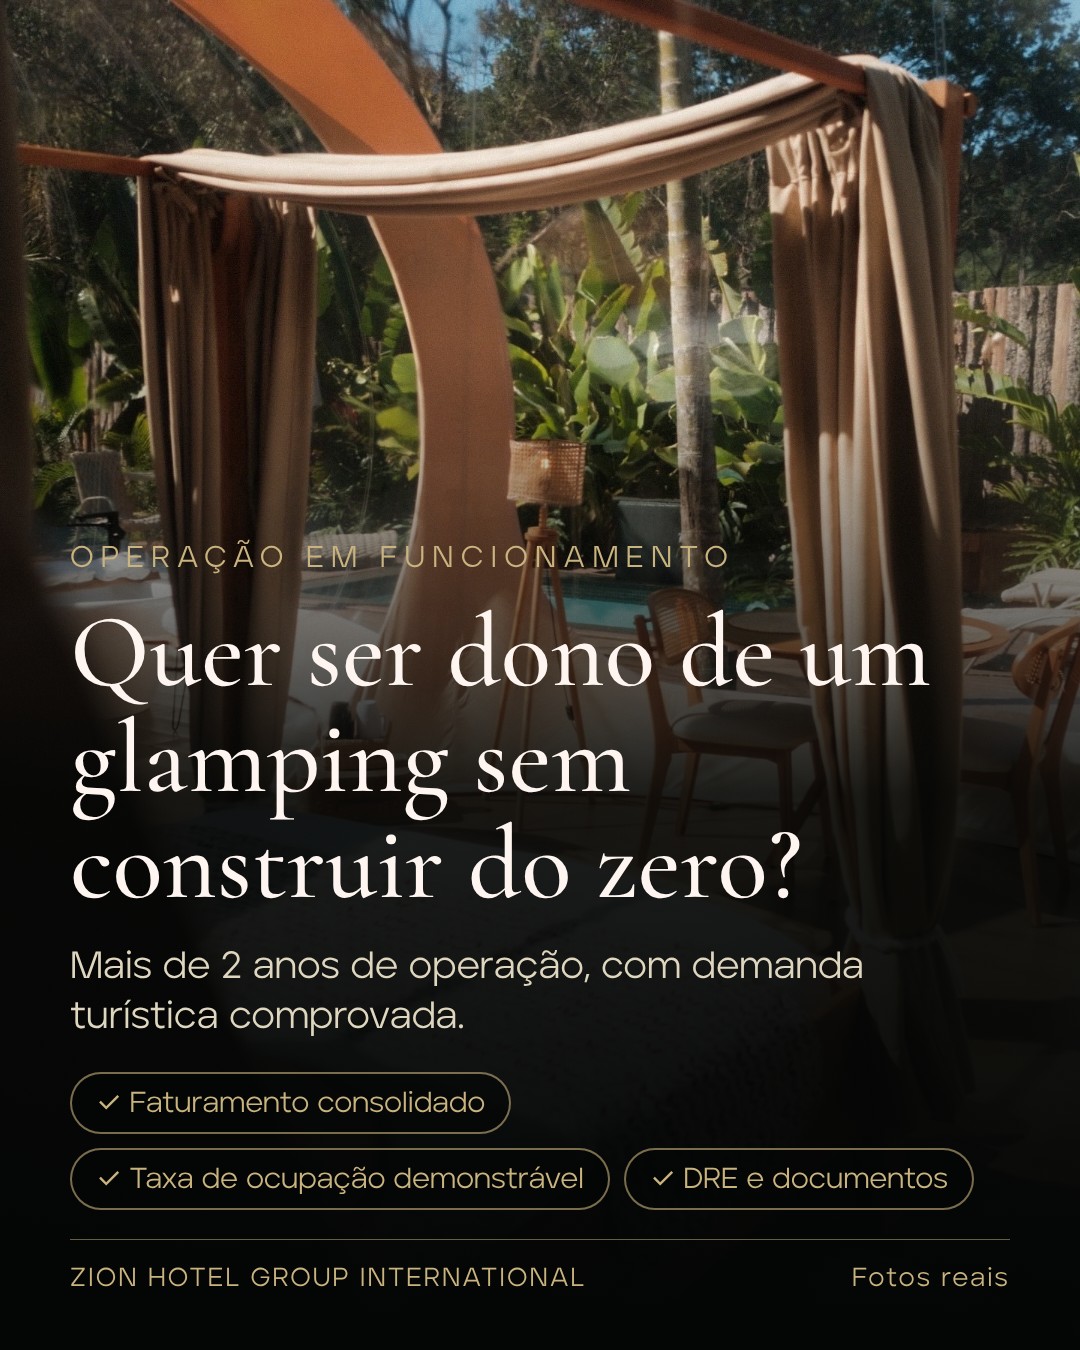 OPERAÇÃO EM FUNCIONAMENTO
Quer ser dono de um
glamping sem
construir do zero?
Mais de 2 anos de operação, com demanda
turística comprovada.
✓ Faturamento consolidado
✓ Taxa de ocupação demonstrável ✓ DRE e documentos
ZION HOTEL GROUP INTERNATIONAL Fotos reais